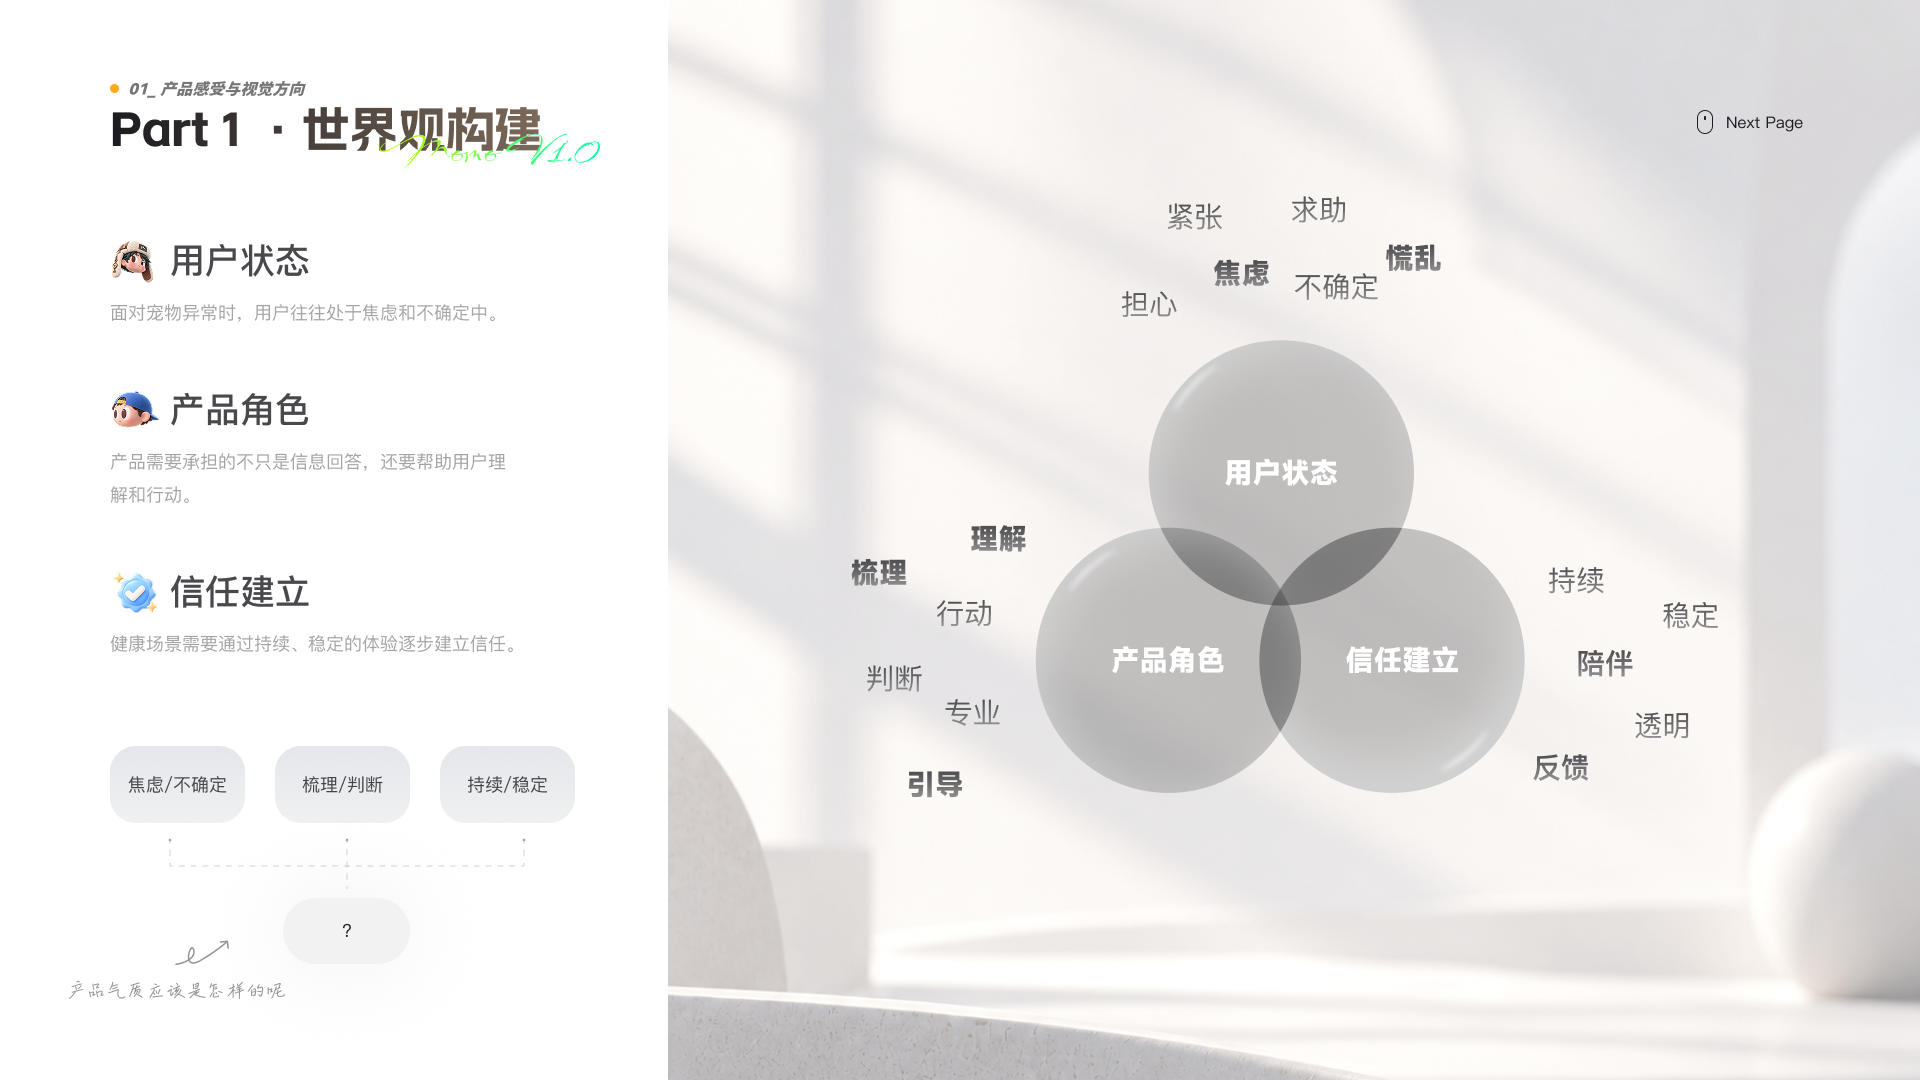 01_ 产品感受与视觉方向
Part 1 · 世界观构建
Momo V1.0
用户状态
面对宠物异常时，用户往往处于焦虑和不确定中。
产品角色
产品需要承担的不只是信息回答，还要帮助用户理
解和行动。
信任建立
健康场景需要通过持续、稳定的体验逐步建立信任。
焦虑/不确定
梳理/判断
持续/稳定
?
产品气质应该是怎样的呢
Next Page
紧张
求助
焦虑
不确定
慌乱
担心
用户状态
理解
梳理
行动
判断
专业
引导
产品角色
信任建立
持续
稳定
陪伴
透明
反馈